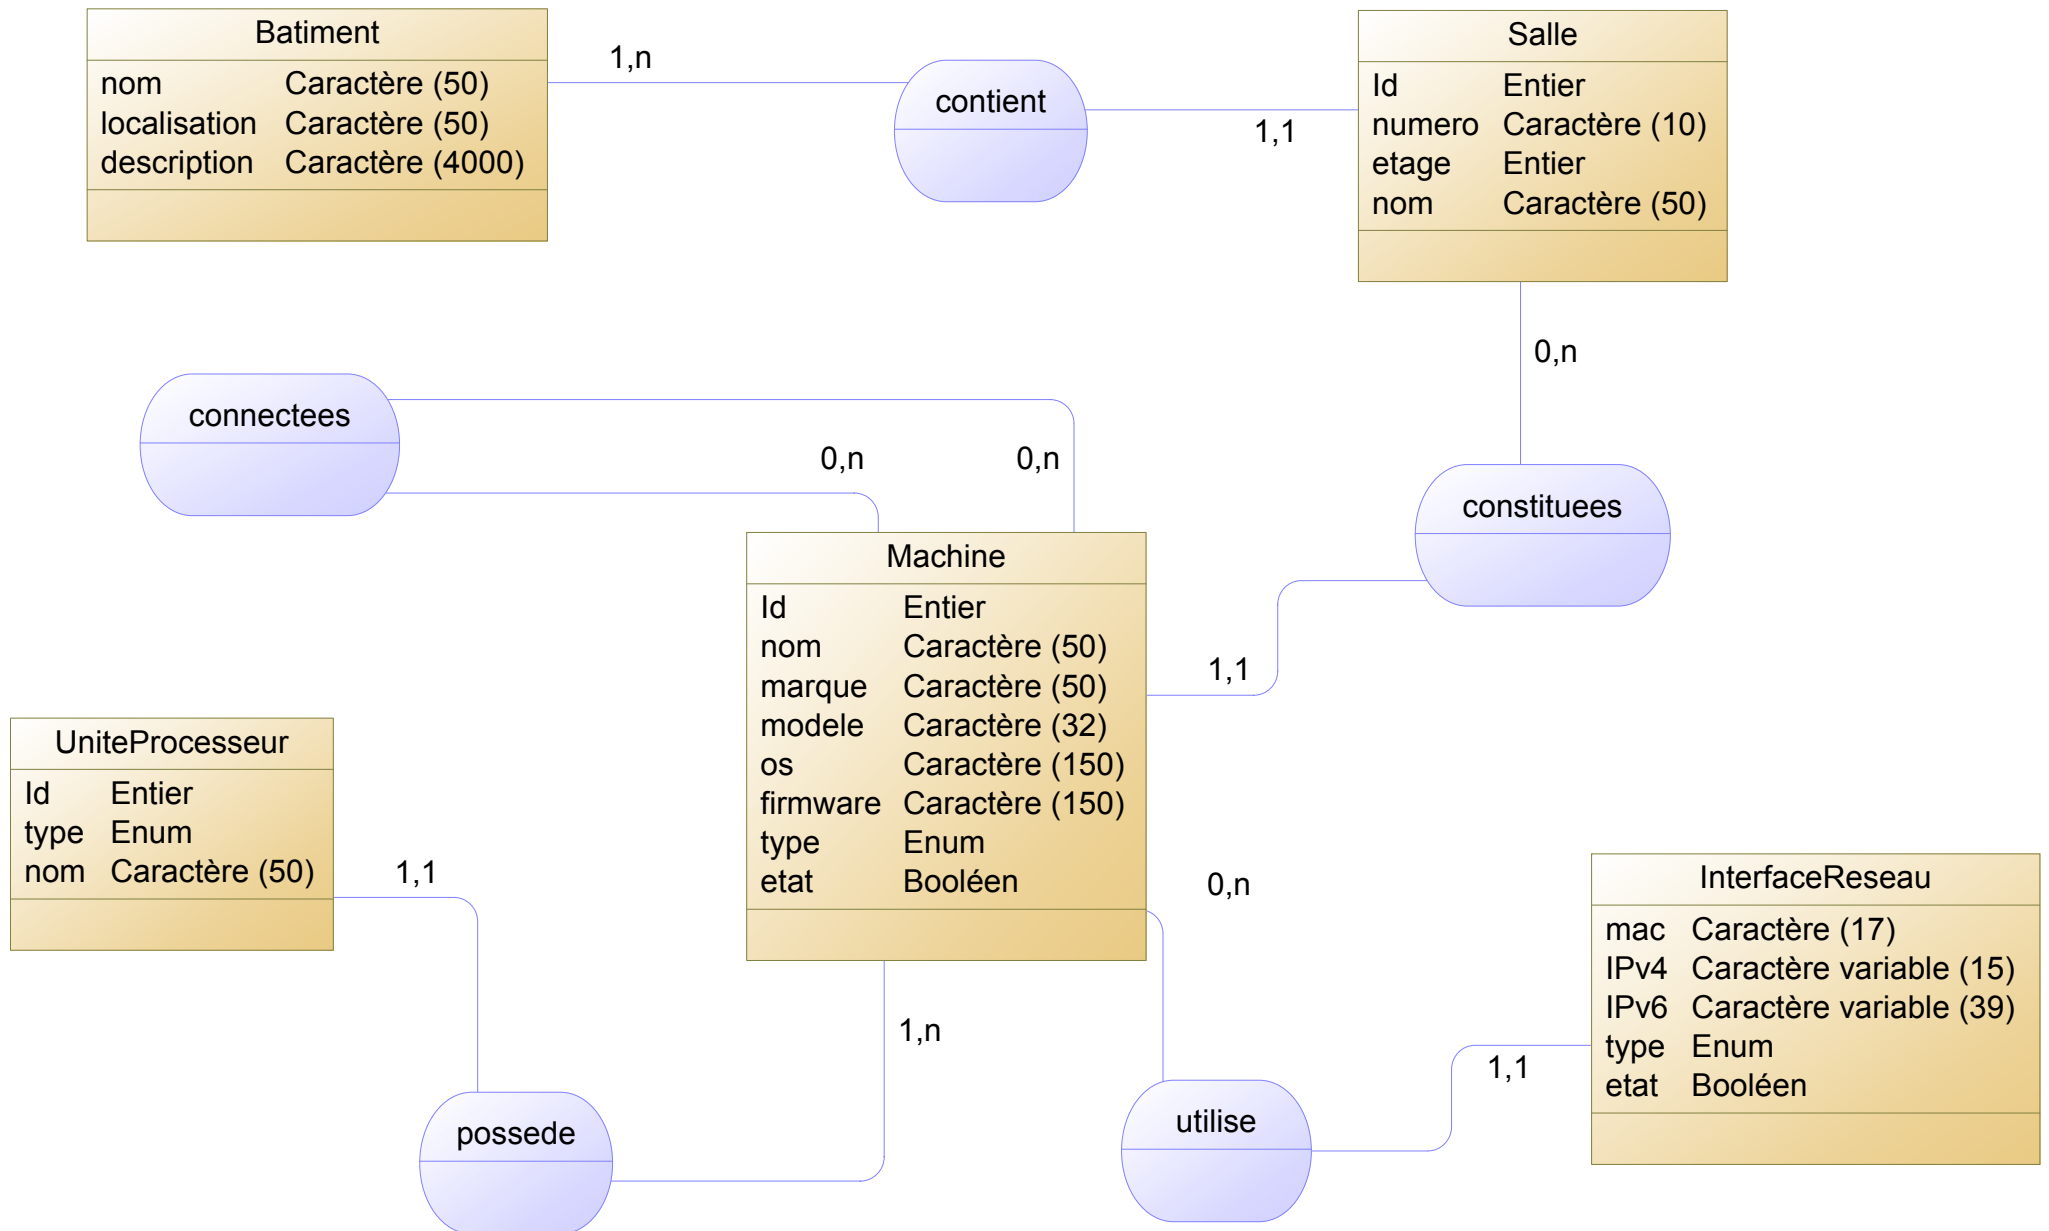 Batiment
nom Caractère (50)
localisation Caractère (50)
description Caractère (4000)
1,n
contient
1,1
Salle
Id Entier
numero Caractère (10)
etage Entier
nom Caractère (50)
0,n
connectees
0,n
0,n
constituees
Machine
Id Entier
nom Caractère (50)
marque Caractère (50)
modele Caractère (32)
os Caractère (150)
firmware Caractère (150)
type Enum
etat Booléen
1,1
UniteProcesseur
Id Entier
type Enum
nom Caractère (50)
1,1
0,n
InterfaceReseau
mac Caractère (17)
IPv4 Caractère variable (15)
IPv6 Caractère variable (39)
type Enum
etat Booléen
1,n
1,1
possede
utilise